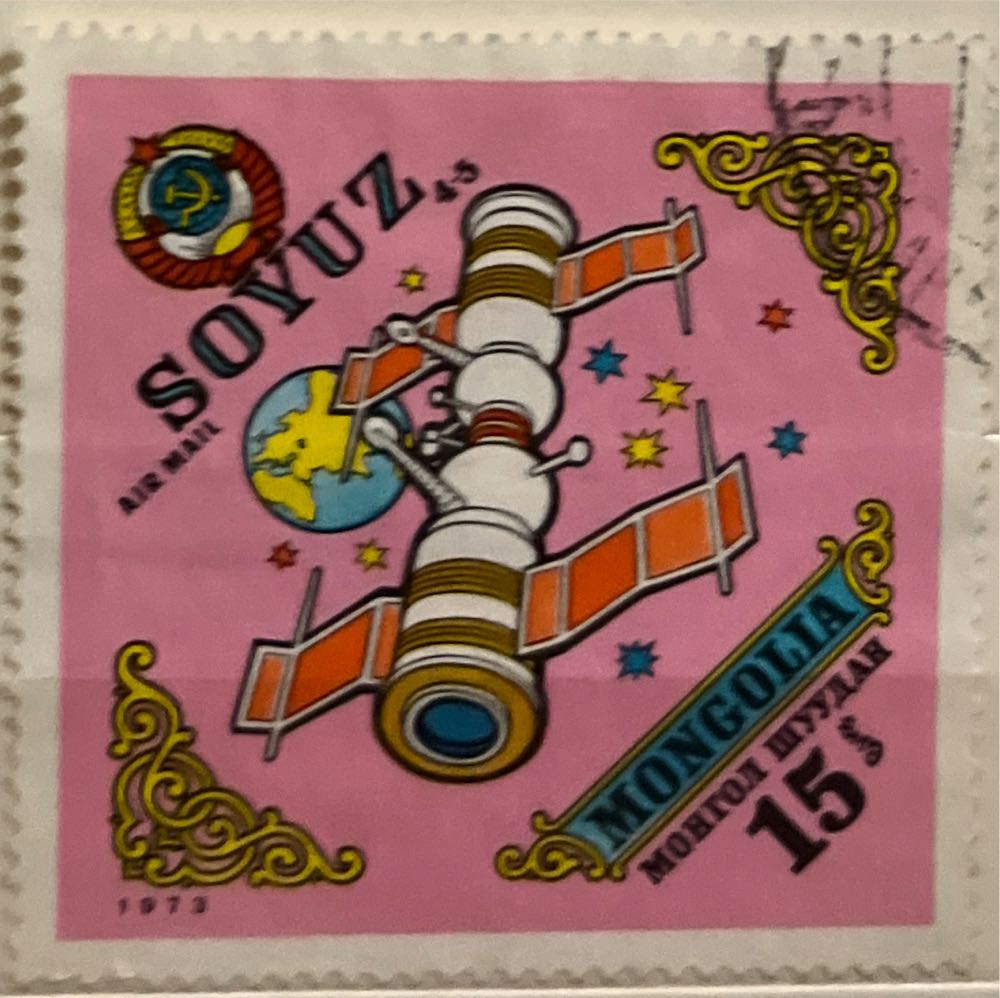 SOYUZ 4-5
AIR MAIL
MONGOLIA
МОНГОЛ ШУУДАН
15
1973